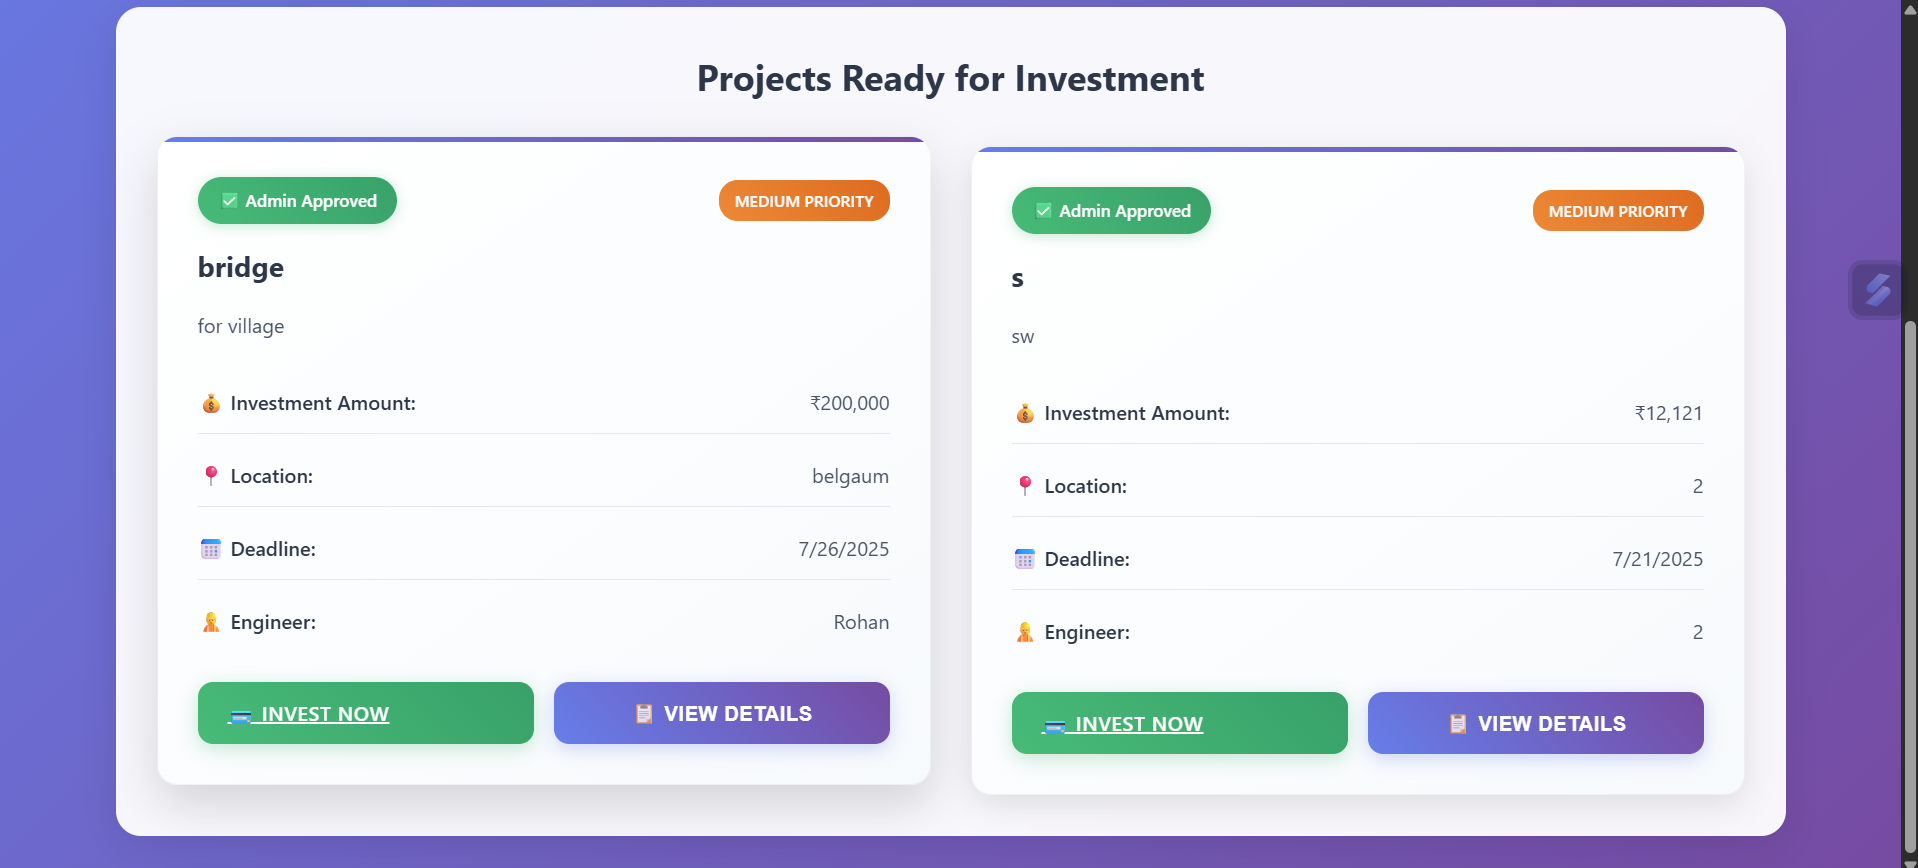 Projects Ready for Investment
Admin Approved
MEDIUM PRIORITY
bridge
for village
Investment Amount: ₹200,000
Location: belgaum
Deadline: 7/26/2025
Engineer: Rohan
INVEST NOW
VIEW DETAILS
Admin Approved
MEDIUM PRIORITY
s
sw
Investment Amount: ₹12,121
Location: 2
Deadline: 7/21/2025
Engineer: 2
INVEST NOW
VIEW DETAILS